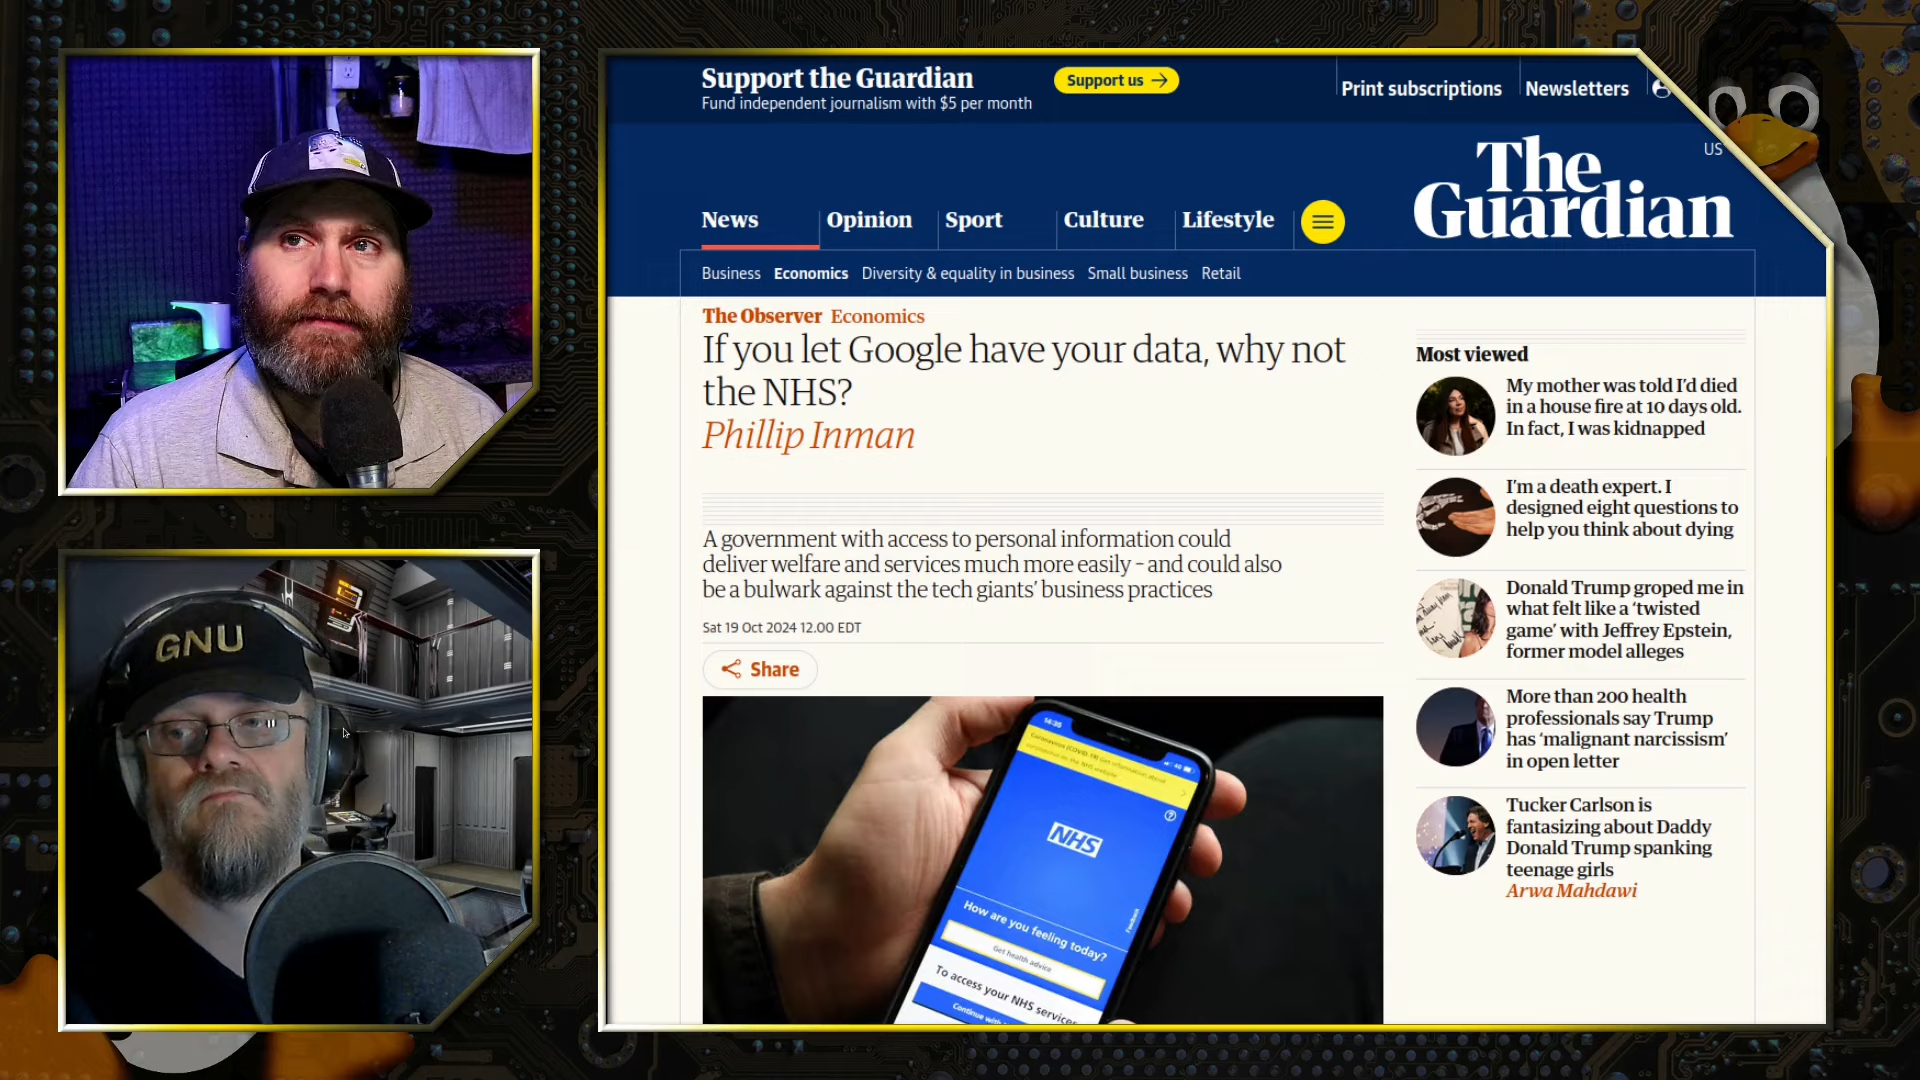 GNU
Support the Guardian
Fund independent journalism with $5 per month
Support us
Print subscriptions
Newsletters
US
The
Guardian
News
Opinion
Sport
Culture
Lifestyle
Business
Economics
Diversity & equality in business
Small business
Retail
The Observer Economics
If you let Google have your data, why not
the NHS?
Phillip Inman
A government with access to personal information could
deliver welfare and services much more easily – and could also
be a bulwark against the tech giants' business practices
Sat 19 Oct 2024 12.00 EDT
Share
14:35
NHS
How are you feeling today?
Get health advice
To access your NHS services
Continue with
Feedback
Most viewed
My mother was told I'd died
in a house fire at 10 days old.
In fact, I was kidnapped
I'm a death expert. I
designed eight questions to
help you think about dying
Donald Trump groped me in
what felt like a 'twisted
game' with Jeffrey Epstein,
former model alleges
More than 200 health
professionals say Trump
has 'malignant narcissism'
in open letter
Tucker Carlson is
fantasizing about Daddy
Donald Trump spanking
teenage girls
Arwa Mahdawi